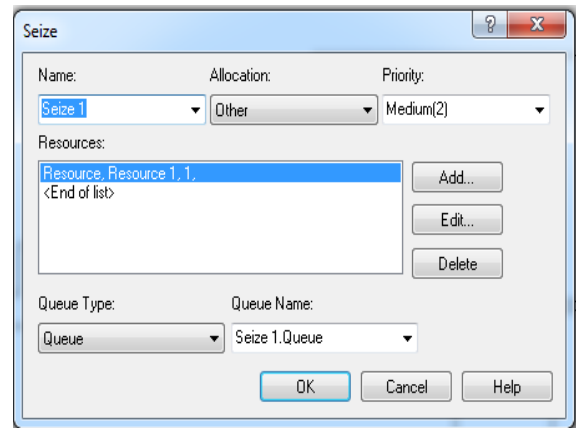 Seize
Name: Allocation: Priority:
Seize 1 Other Medium(2)
Resources:
Resource, Resource 1, 1,
<End of list>
Add...
Edit...
Delete
Queue Type: Queue Name:
Queue Seize 1.Queue
OK Cancel Help